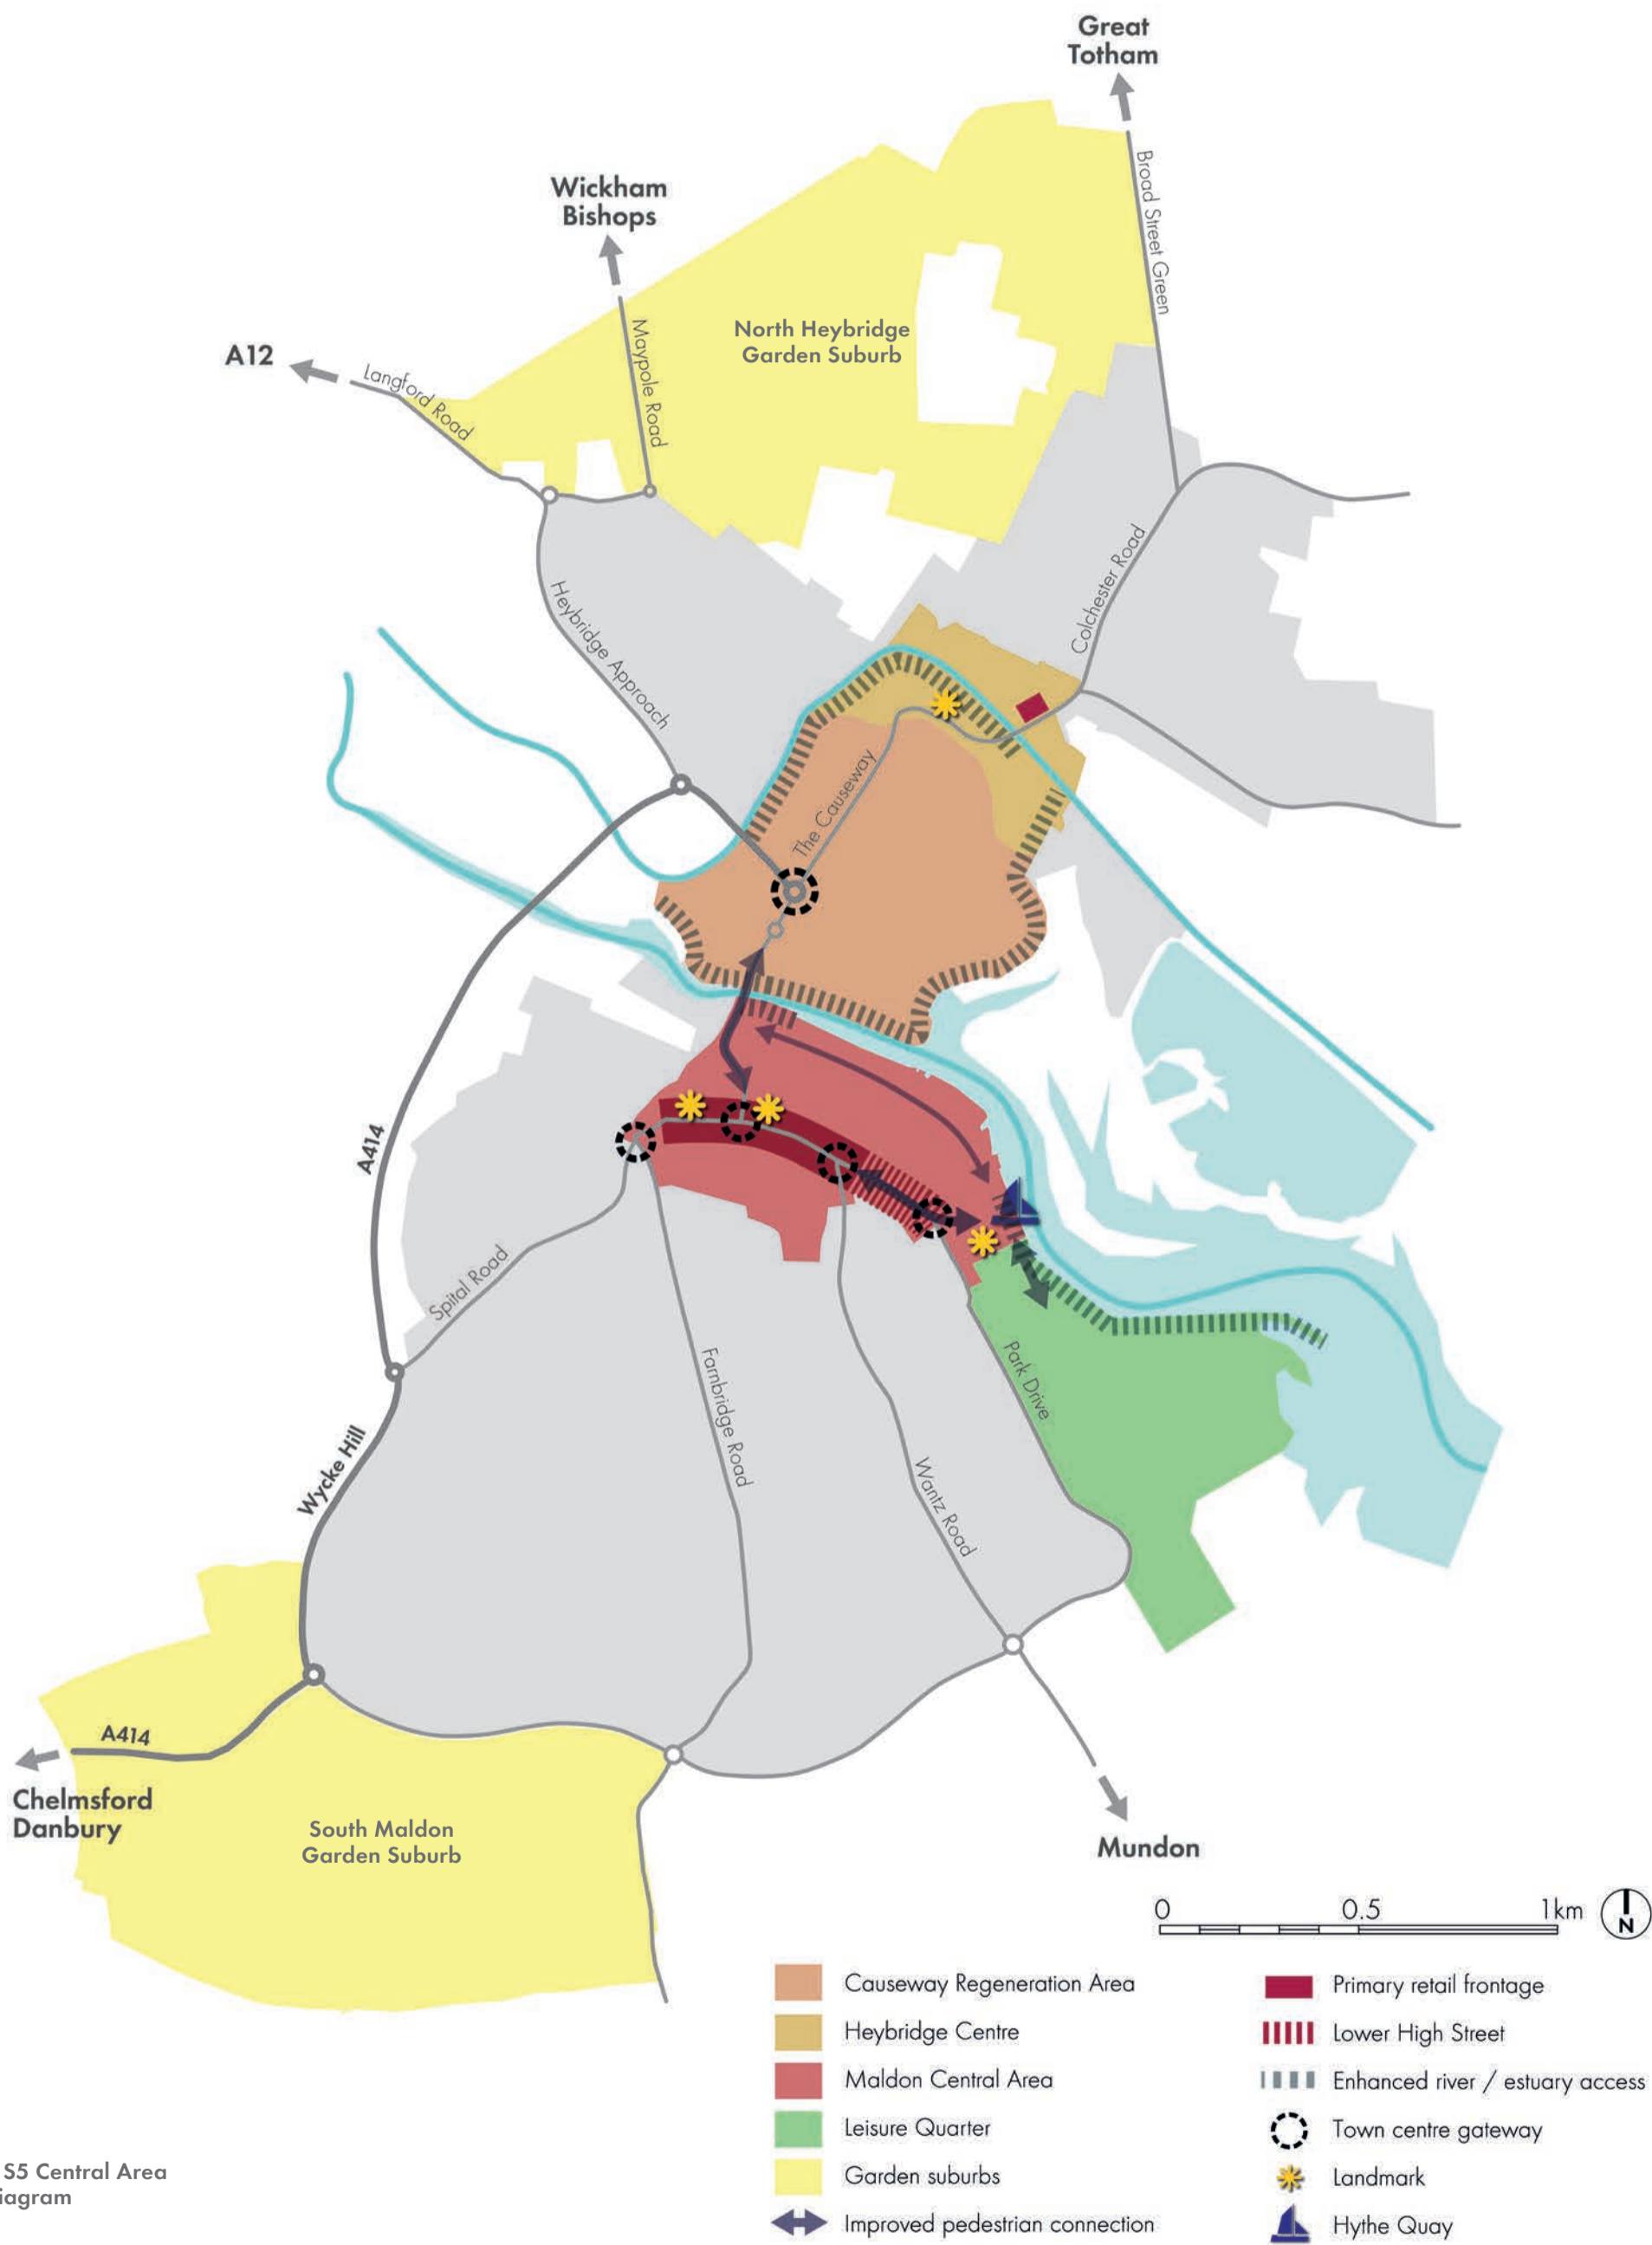 Great
Totham
Broad Street Green
Wickham
Bishops
Maypole Road
North Heybridge
Garden Suburb
A12
Langford Road
Colchester Road
Heybridge Approach
The Causeway
A414
Spital Road
Fambridge Road
Park Drive
Wycke Hill
Wantz Road
A414
Chelmsford
Danbury
South Maldon
Garden Suburb
Mundon
0 0.5 1km
N
Causeway Regeneration Area
Heybridge Centre
Maldon Central Area
Leisure Quarter
Garden suburbs
Improved pedestrian connection
Primary retail frontage
Lower High Street
Enhanced river / estuary access
Town centre gateway
Landmark
Hythe Quay
S5 Central Area
iagram